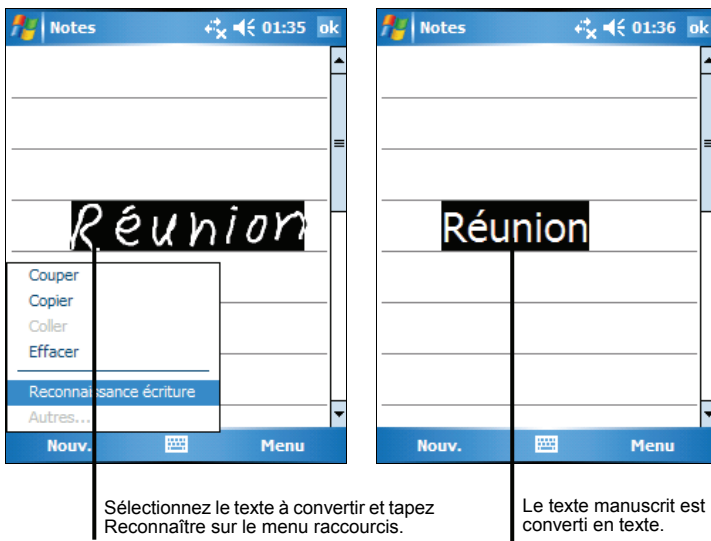 Notes 01:35 ok
Réunion
Couper
Copier
Coller
Effacer
Reconnaissance écriture
Autres...
Nouv. Menu
Sélectionnez le texte à convertir et tapez
Reconnaître sur le menu raccourcis.
Notes 01:36 ok
Réunion
Nouv. Menu
Le texte manuscrit est
converti en texte.